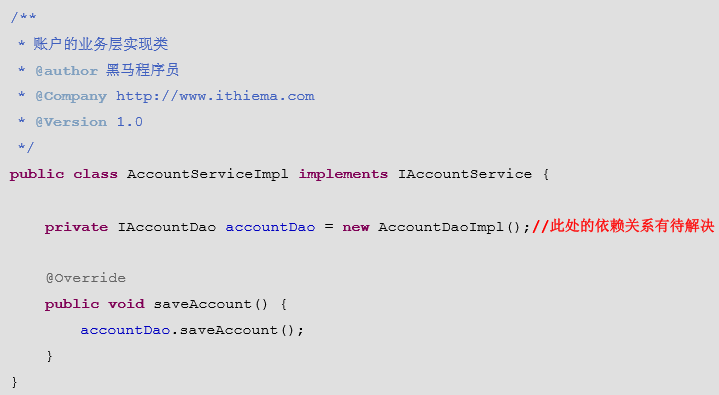 /**
 * 账户的业务层实现类
 * @author 黑马程序员
 * @Company http://www.ithiema.com
 * @Version 1.0
 */
public class AccountServiceImpl implements IAccountService {
    private IAccountDao accountDao = new AccountDaoImpl();//此处的依赖关系有待解决
    @Override
    public void saveAccount() {
        accountDao.saveAccount();
    }
}